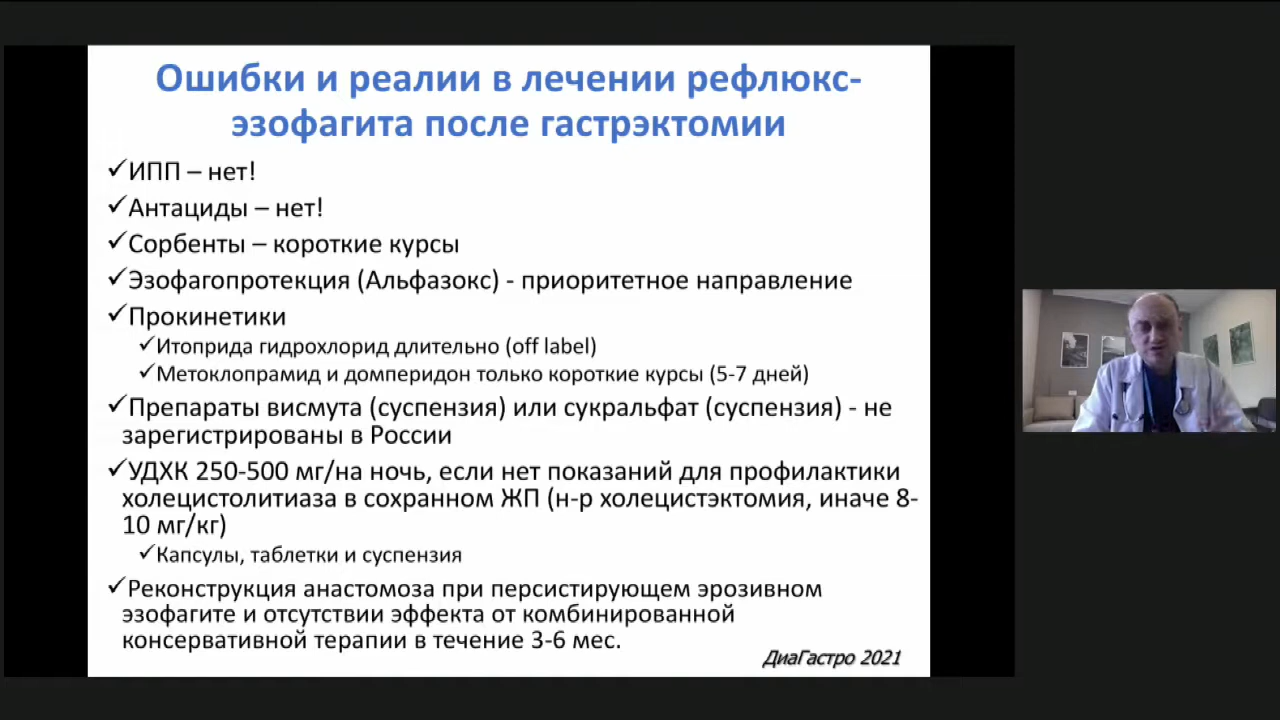 Ошибки и реалии в лечении рефлюкс-
эзофагита после гастрэктомии
✓ИПП – нет!
✓Антациды – нет!
✓Сорбенты – короткие курсы
✓Эзофагопротекция (Альфазокс) - приоритетное направление
✓Прокинетики
✓Итоприда гидрохлорид длительно (off label)
✓Метоклопрамид и домперидон только короткие курсы (5-7 дней)
✓Препараты висмута (суспензия) или сукральфат (суспензия) - не
зарегистрированы в России
✓УДХК 250-500 мг/на ночь, если нет показаний для профилактики
холецистолитиаза в сохранном ЖП (н-р холецистэктомия, иначе 8-
10 мг/кг)
✓Капсулы, таблетки и суспензия
✓Реконструкция анастомоза при персистирующем эрозивном
эзофагите и отсутствии эффекта от комбинированной
консервативной терапии в течение 3-6 мес.
ДиаГастро 2021